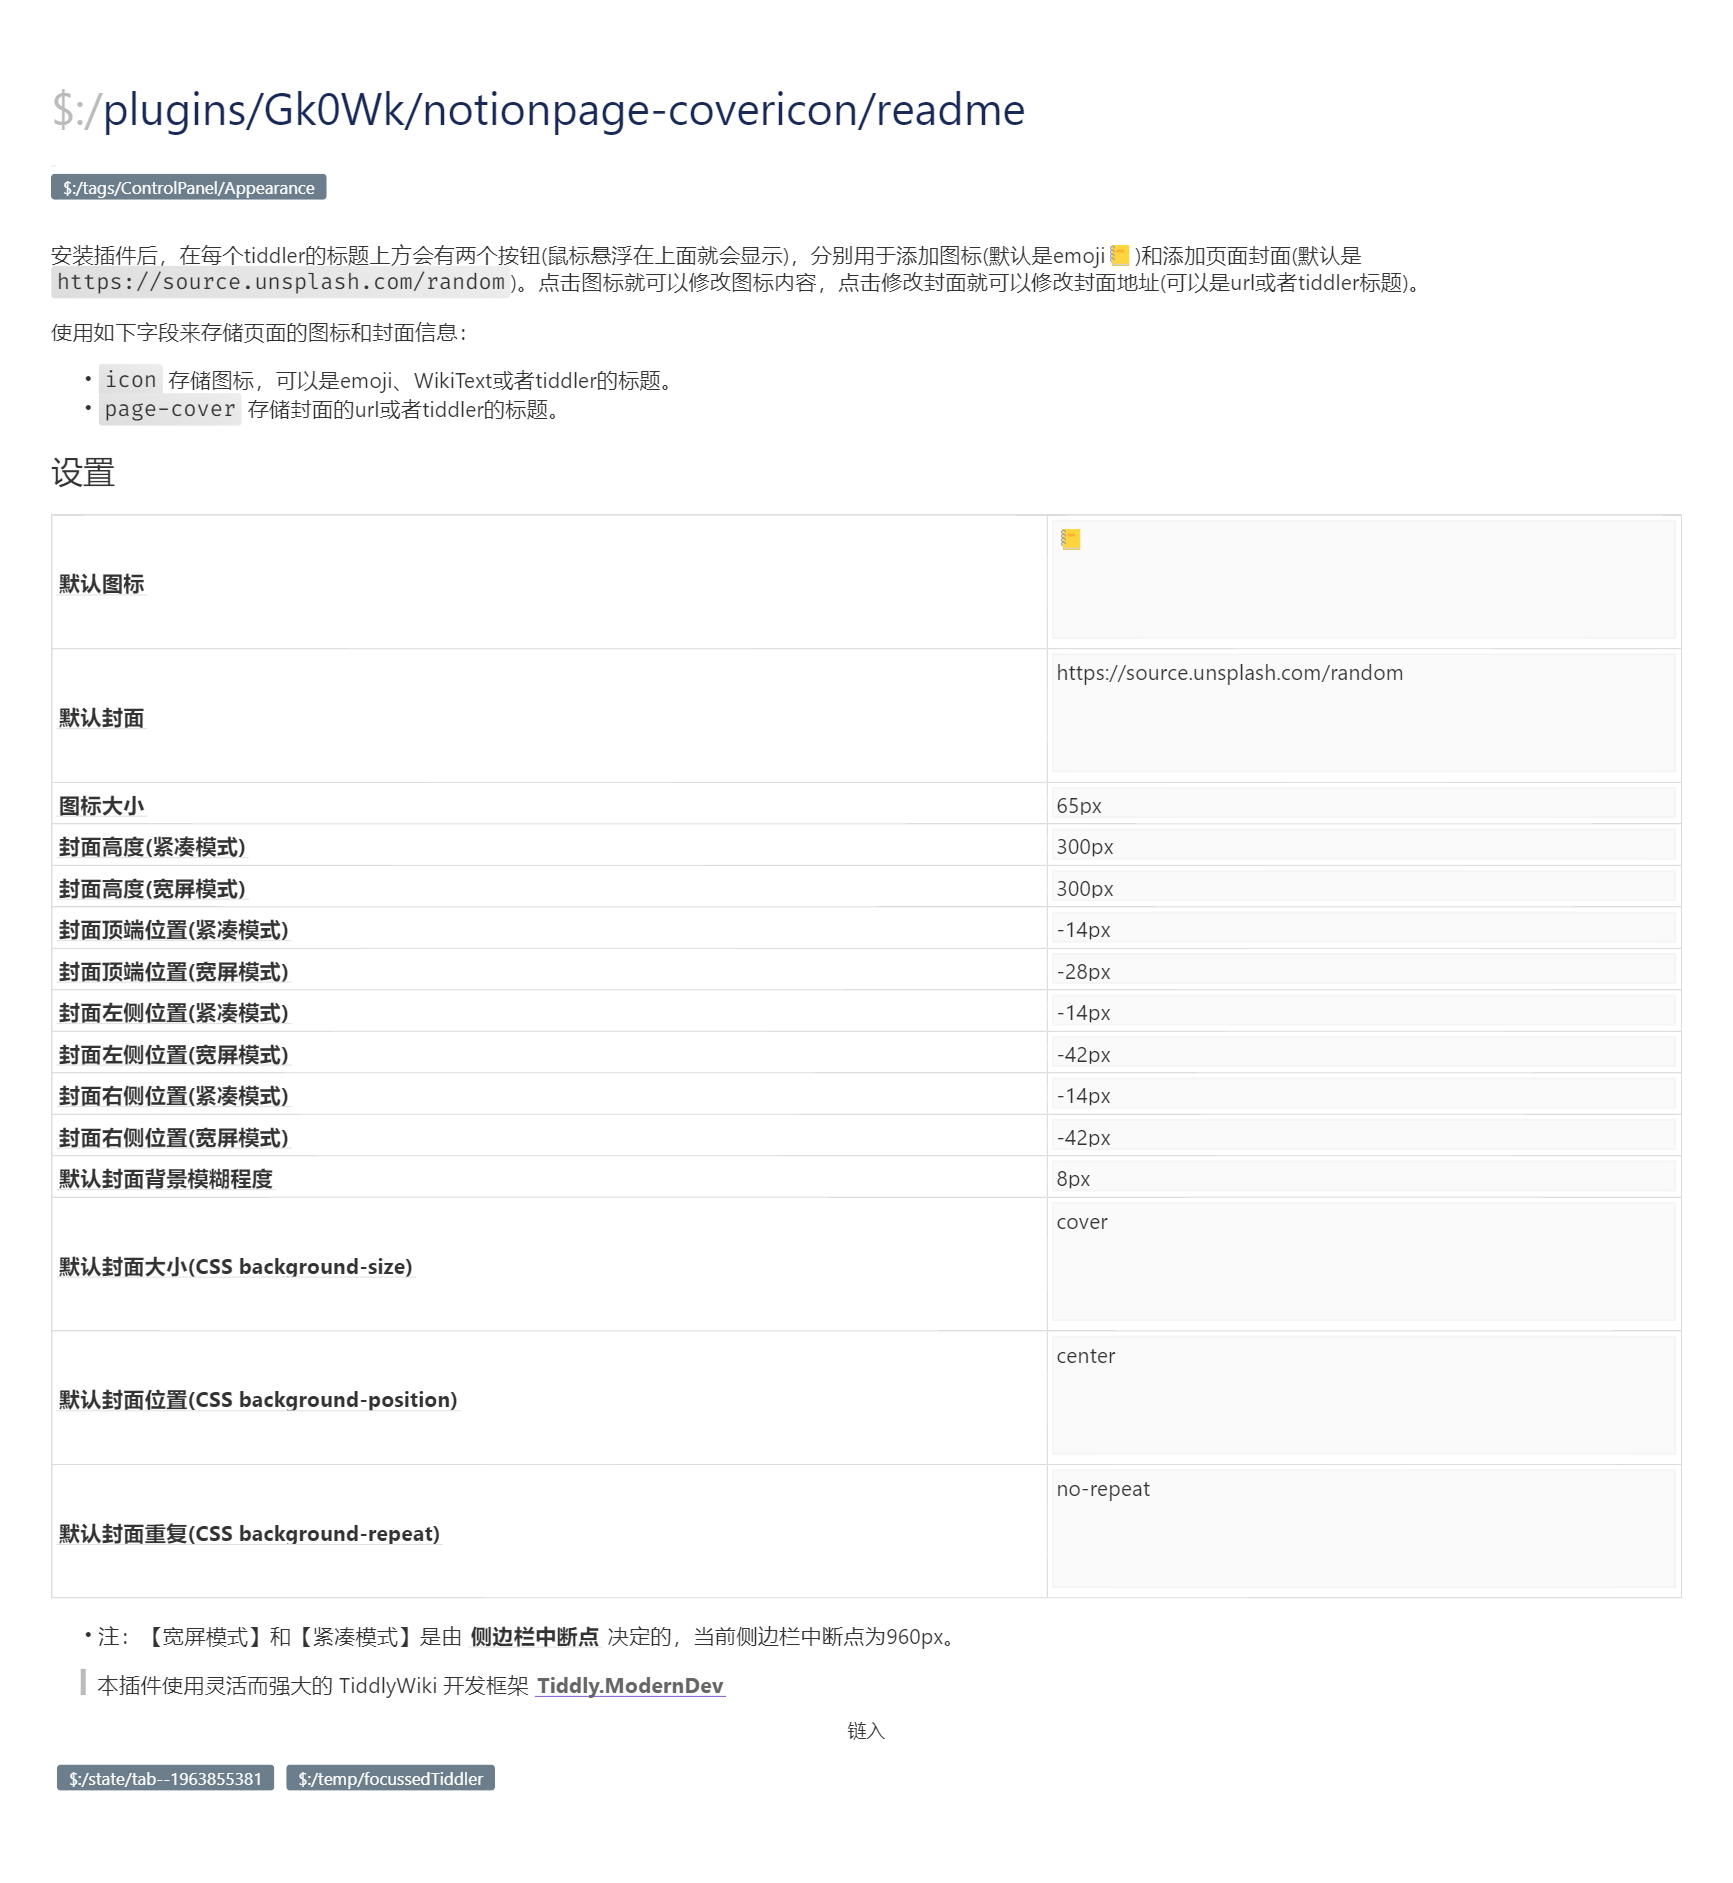 $:/plugins/Gk0Wk/notionpage-covericon/readme
$:/tags/ControlPanel/Appearance
安装插件后，在每个tiddler的标题上方会有两个按钮(鼠标悬浮在上面就会显示)，分别用于添加图标(默认是emoji📒)和添加页面封面(默认是
https://source.unsplash.com/random)。点击图标就可以修改图标内容，点击修改封面就可以修改封面地址(可以是url或者tiddler标题)。
使用如下字段来存储页面的图标和封面信息：
• icon 存储图标，可以是emoji、WikiText或者tiddler的标题。
• page-cover 存储封面的url或者tiddler的标题。
设置
默认图标 📒
默认封面 https://source.unsplash.com/random
图标大小 65px
封面高度(紧凑模式) 300px
封面高度(宽屏模式) 300px
封面顶端位置(紧凑模式) -14px
封面顶端位置(宽屏模式) -28px
封面左侧位置(紧凑模式) -14px
封面左侧位置(宽屏模式) -42px
封面右侧位置(紧凑模式) -14px
封面右侧位置(宽屏模式) -42px
默认封面背景模糊程度 8px
默认封面大小(CSS background-size) cover
默认封面位置(CSS background-position) center
默认封面重复(CSS background-repeat) no-repeat
• 注：【宽屏模式】和【紧凑模式】是由 侧边栏中断点 决定的，当前侧边栏中断点为960px。
本插件使用灵活而强大的 TiddlyWiki 开发框架 Tiddly.ModernDev
链入
$:/state/tab--1963855381 $:/temp/focussedTiddler